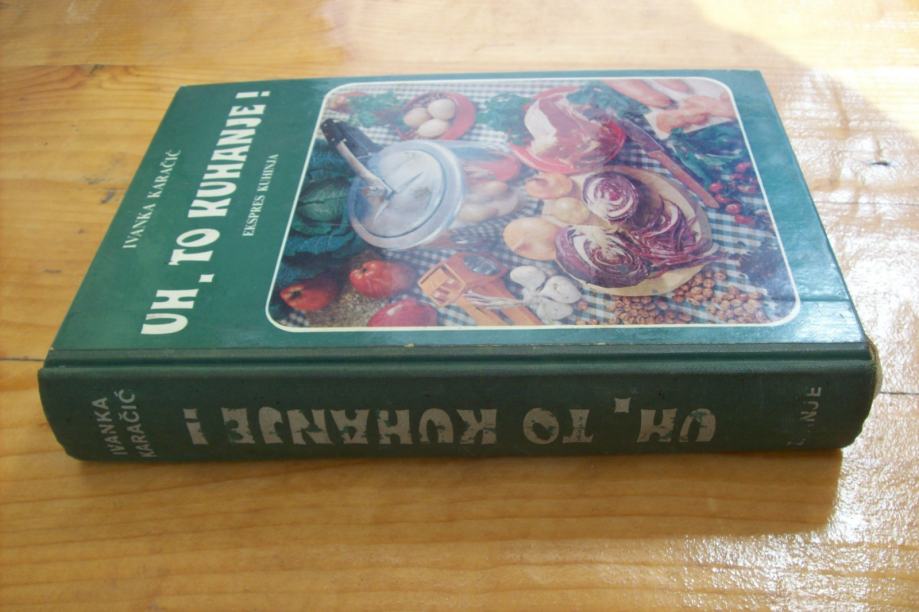 IVANKA KARAČIĆ
UH, TO KUHANJE!
EKSPRES KUHINJA
IVANKA
KARAČIĆ
UH, TO KUHANJE!